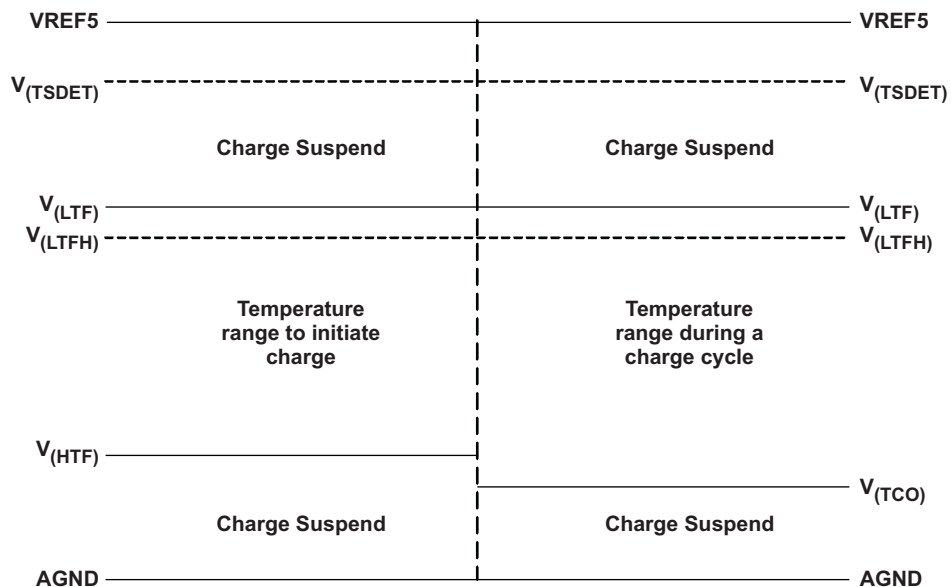 VREF5 VREF5
V(TSDET) V(TSDET)
Charge Suspend Charge Suspend
V(LTF) V(LTF)
V(LTFH) V(LTFH)
Temperature Temperature
range to initiate range during a
charge charge cycle
V(HTF)
V(TCO)
Charge Suspend Charge Suspend
AGND AGND